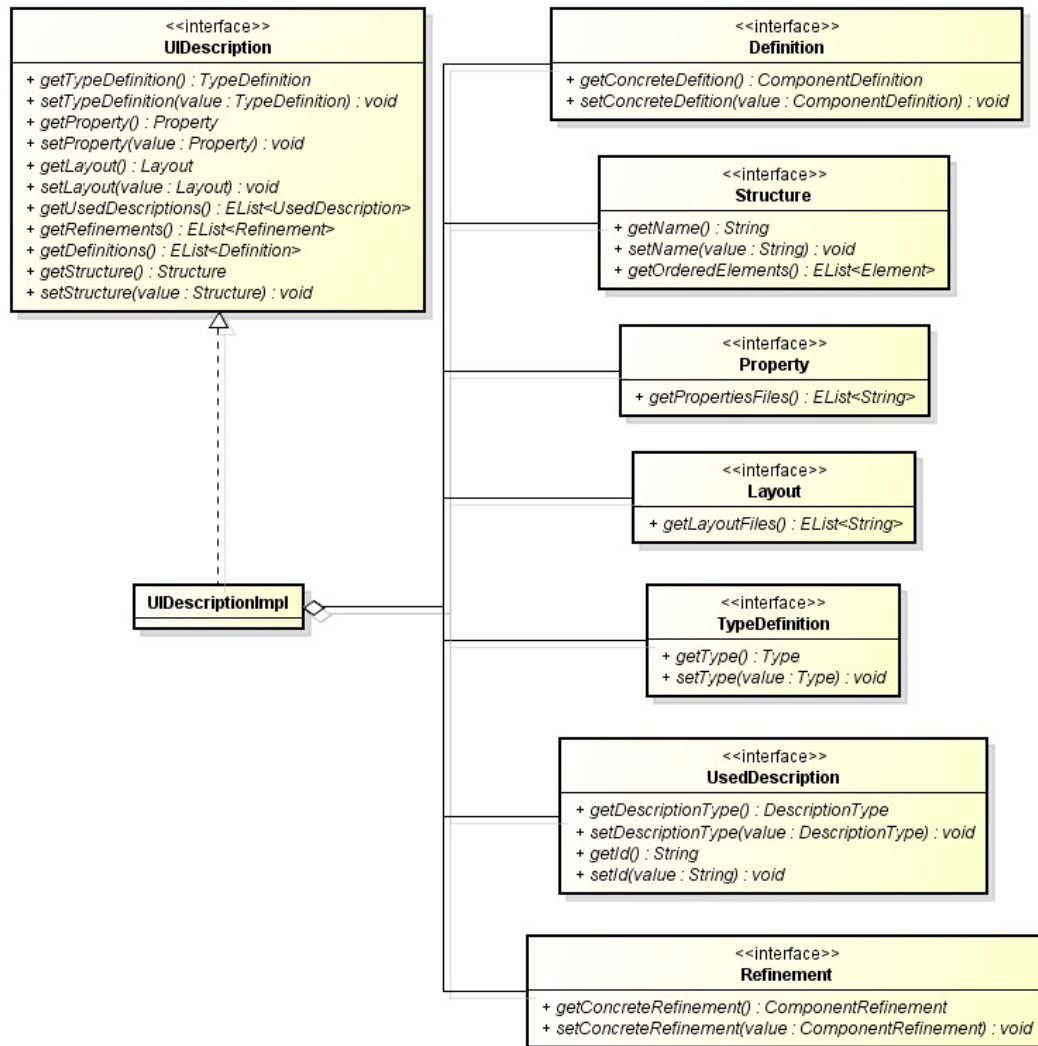 <<interface>>
UIDescription
+ getTypeDefinition() : TypeDefinition
+ setTypeDefinition(value : TypeDefinition) : void
+ getProperty() : Property
+ setProperty(value : Property) : void
+ getLayout() : Layout
+ setLayout(value : Layout) : void
+ getUsedDescriptions() : EList<UsedDescription>
+ getRefinements() : EList<Refinement>
+ getDefinitions() : EList<Definition>
+ getStructure() : Structure
+ setStructure(value : Structure) : void
UIDescriptionImpl
<<interface>>
Definition
+ getConcreteDefition() : ComponentDefinition
+ setConcreteDefition(value : ComponentDefinition) : void
<<interface>>
Structure
+ getName() : String
+ setName(value : String) : void
+ getOrderedElements() : EList<Element>
<<interface>>
Property
+ getPropertiesFiles() : EList<String>
<<interface>>
Layout
+ getLayoutFiles() : EList<String>
<<interface>>
TypeDefinition
+ getType() : Type
+ setType(value : Type) : void
<<interface>>
UsedDescription
+ getDescriptionType() : DescriptionType
+ setDescriptionType(value : DescriptionType) : void
+ getId() : String
+ setId(value : String) : void
<<interface>>
Refinement
+ getConcreteRefinement() : ComponentRefinement
+ setConcreteRefinement(value : ComponentRefinement) : void